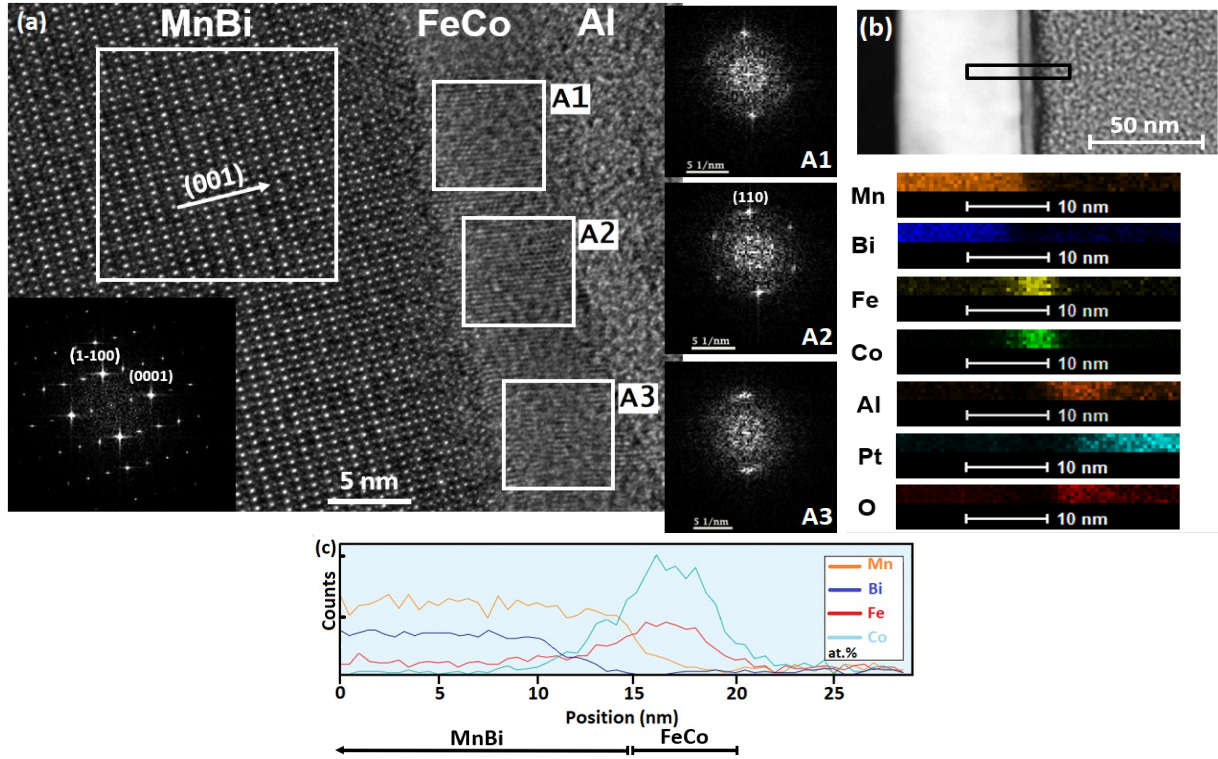 (a)
MnBi
FeCo
Al
(001)
A1
A2
A3
(1-100)
(0001)
5 nm
5 1/nm
A1
(110)
5 1/nm
A2
5 1/nm
A3
(b)
50 nm
Mn
10 nm
Bi
10 nm
Fe
10 nm
Co
10 nm
Al
10 nm
Pt
10 nm
O
10 nm
(c)
Counts
Mn
Bi
Fe
Co
at.%
0
5
10
15
20
25
Position (nm)
MnBi
FeCo